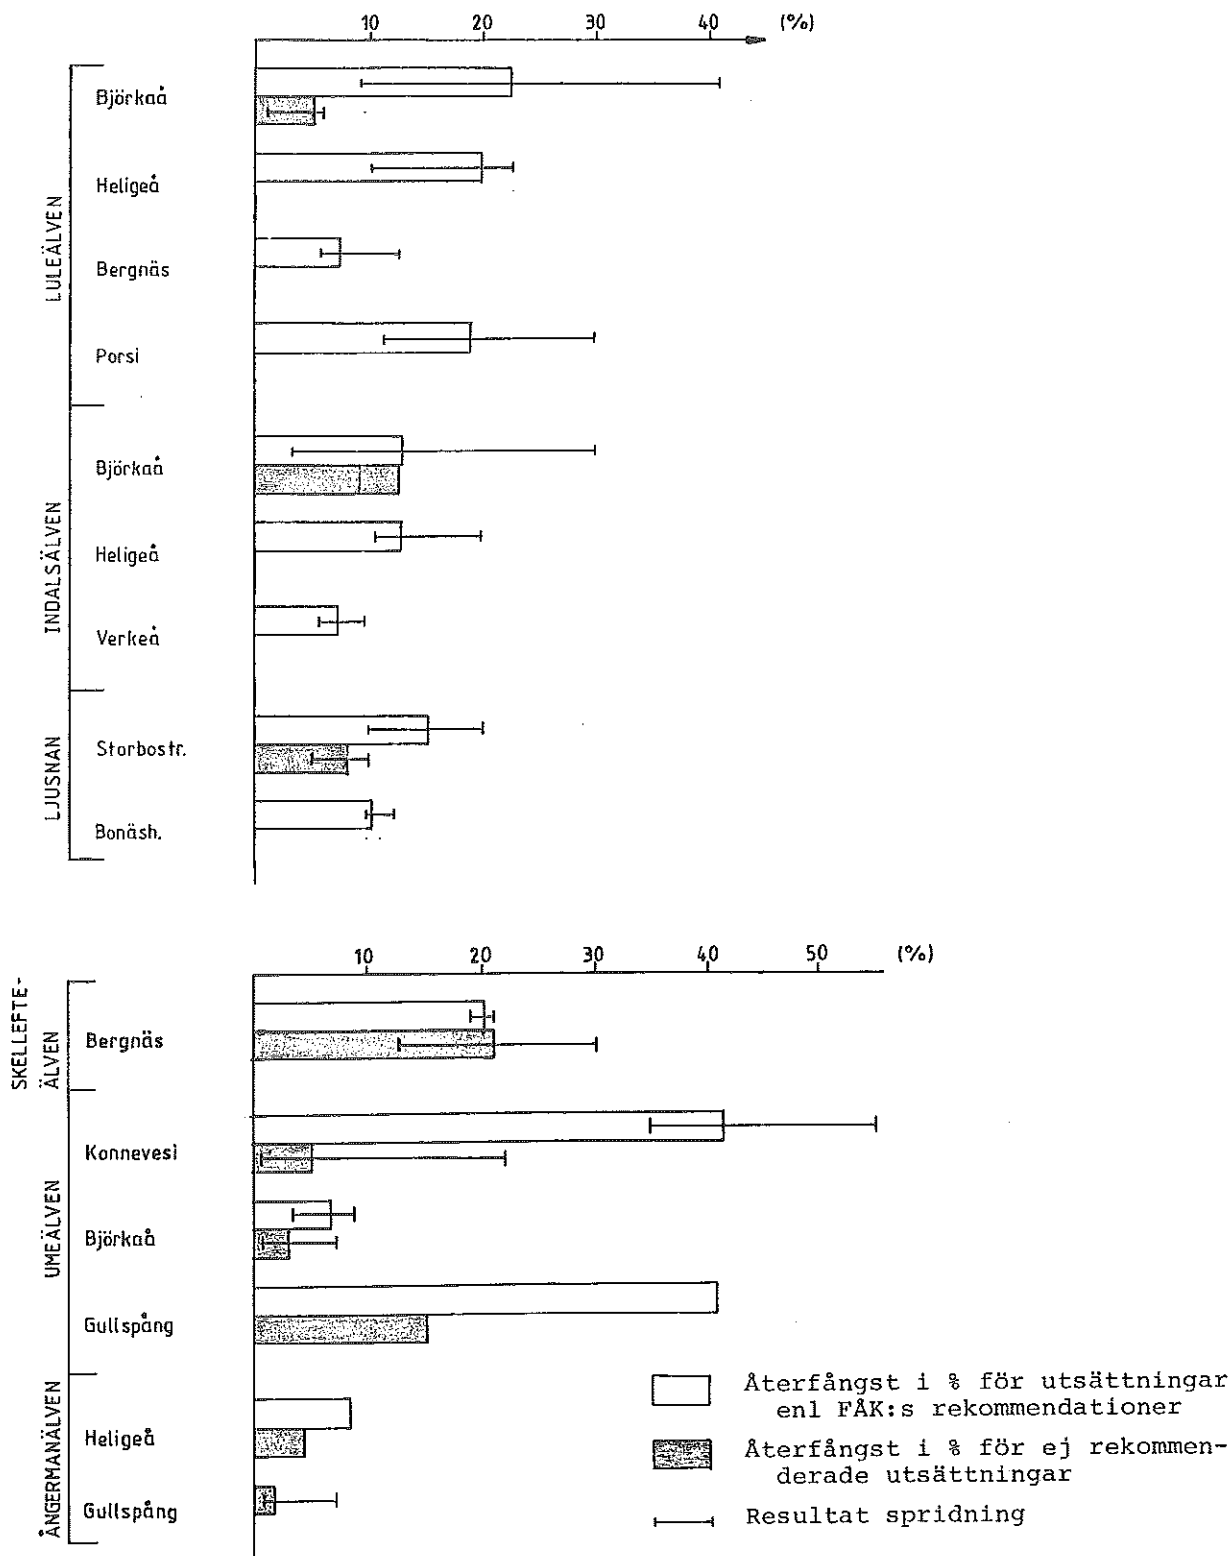 10 20 30 40 (%)
LULEÄLVEN
Björkaå
Heligeå
Bergnäs
Porsi
INDALSÄLVEN
Björkaå
Heligeå
Verkeå
LJUSNAN
Storbostr.
Bonäsh.
10 20 30 40 50 (%)
SKELLEFTE-
ÄLVEN
Bergnäs
UMEÄLVEN
Konnevesi
Björkaå
Gullspång
ÅNGERMANÄLVEN
Heligeå
Gullspång
Återfångst i % för utsättningar
enl FÅK:s rekommendationer
Återfångst i % för ej rekommen-
derade utsättningar
Resultat spridning